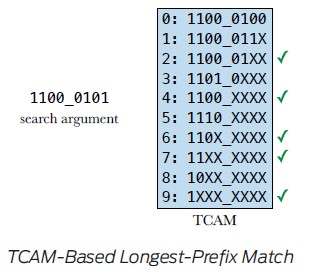 0: 1100_0100
1: 1100_011X
2: 1100_01XX ✓
3: 1101_0XXX
1100_0101
4: 1100_XXXX ✓
search argument
5: 1110_XXXX
6: 110X_XXXX ✓
7: 11XX_XXXX ✓
8: 10XX_XXXX
9: 1XXX_XXXX ✓
TCAM
TCAM-Based Longest-Prefix Match